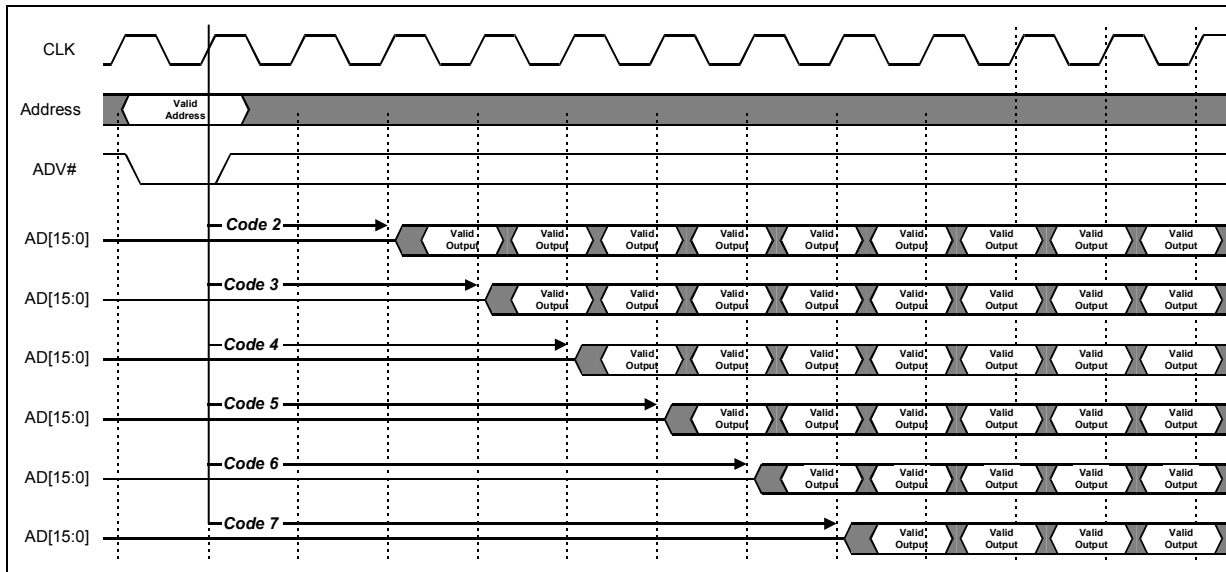 CLK
Address
Valid
Address
ADV#
AD[15:0]
Code 2
Valid Valid Valid Valid Valid Valid Valid Valid Valid
Output Output Output Output Output Output Output Output Output
AD[15:0]
Code 3
Valid Valid Valid Valid Valid Valid Valid Valid
Output Output Output Output Output Output Output Output
AD[15:0]
Code 4
Valid Valid Valid Valid Valid Valid Valid
Output Output Output Output Output Output Output
AD[15:0]
Code 5
Valid Valid Valid Valid Valid Valid
Output Output Output Output Output Output
AD[15:0]
Code 6
Valid Valid Valid Valid Valid
Output Output Output Output Output
AD[15:0]
Code 7
Valid Valid Valid Valid
Output Output Output Output